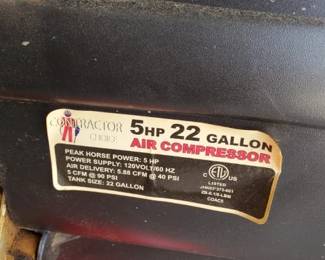 CONTRACTOR
CHOICE
5HP 22 GALLON
AIR COMPRESSOR
PEAK HORSE POWER: 5 HP
POWER SUPPLY: 120VOLT/60 HZ
AIR DELIVERY: 5.88 CFM @ 40 PSI
5 CFM @ 90 PSI
TANK SIZE: 22 GALLON
C US
LISTED